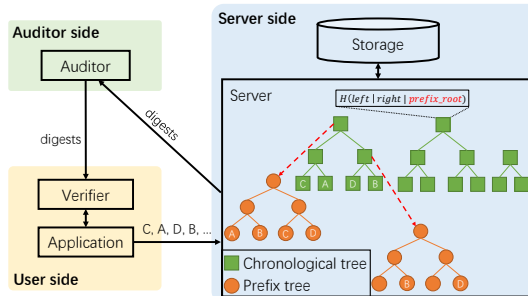 Server side
Auditor side
Storage
Auditor
Server
H(left | right | prefix_root)
digests
digests
Verifier
C A D B
C, A, D, B, ...
Application
A B C D
User side
Chronological tree
Prefix tree
A B C D